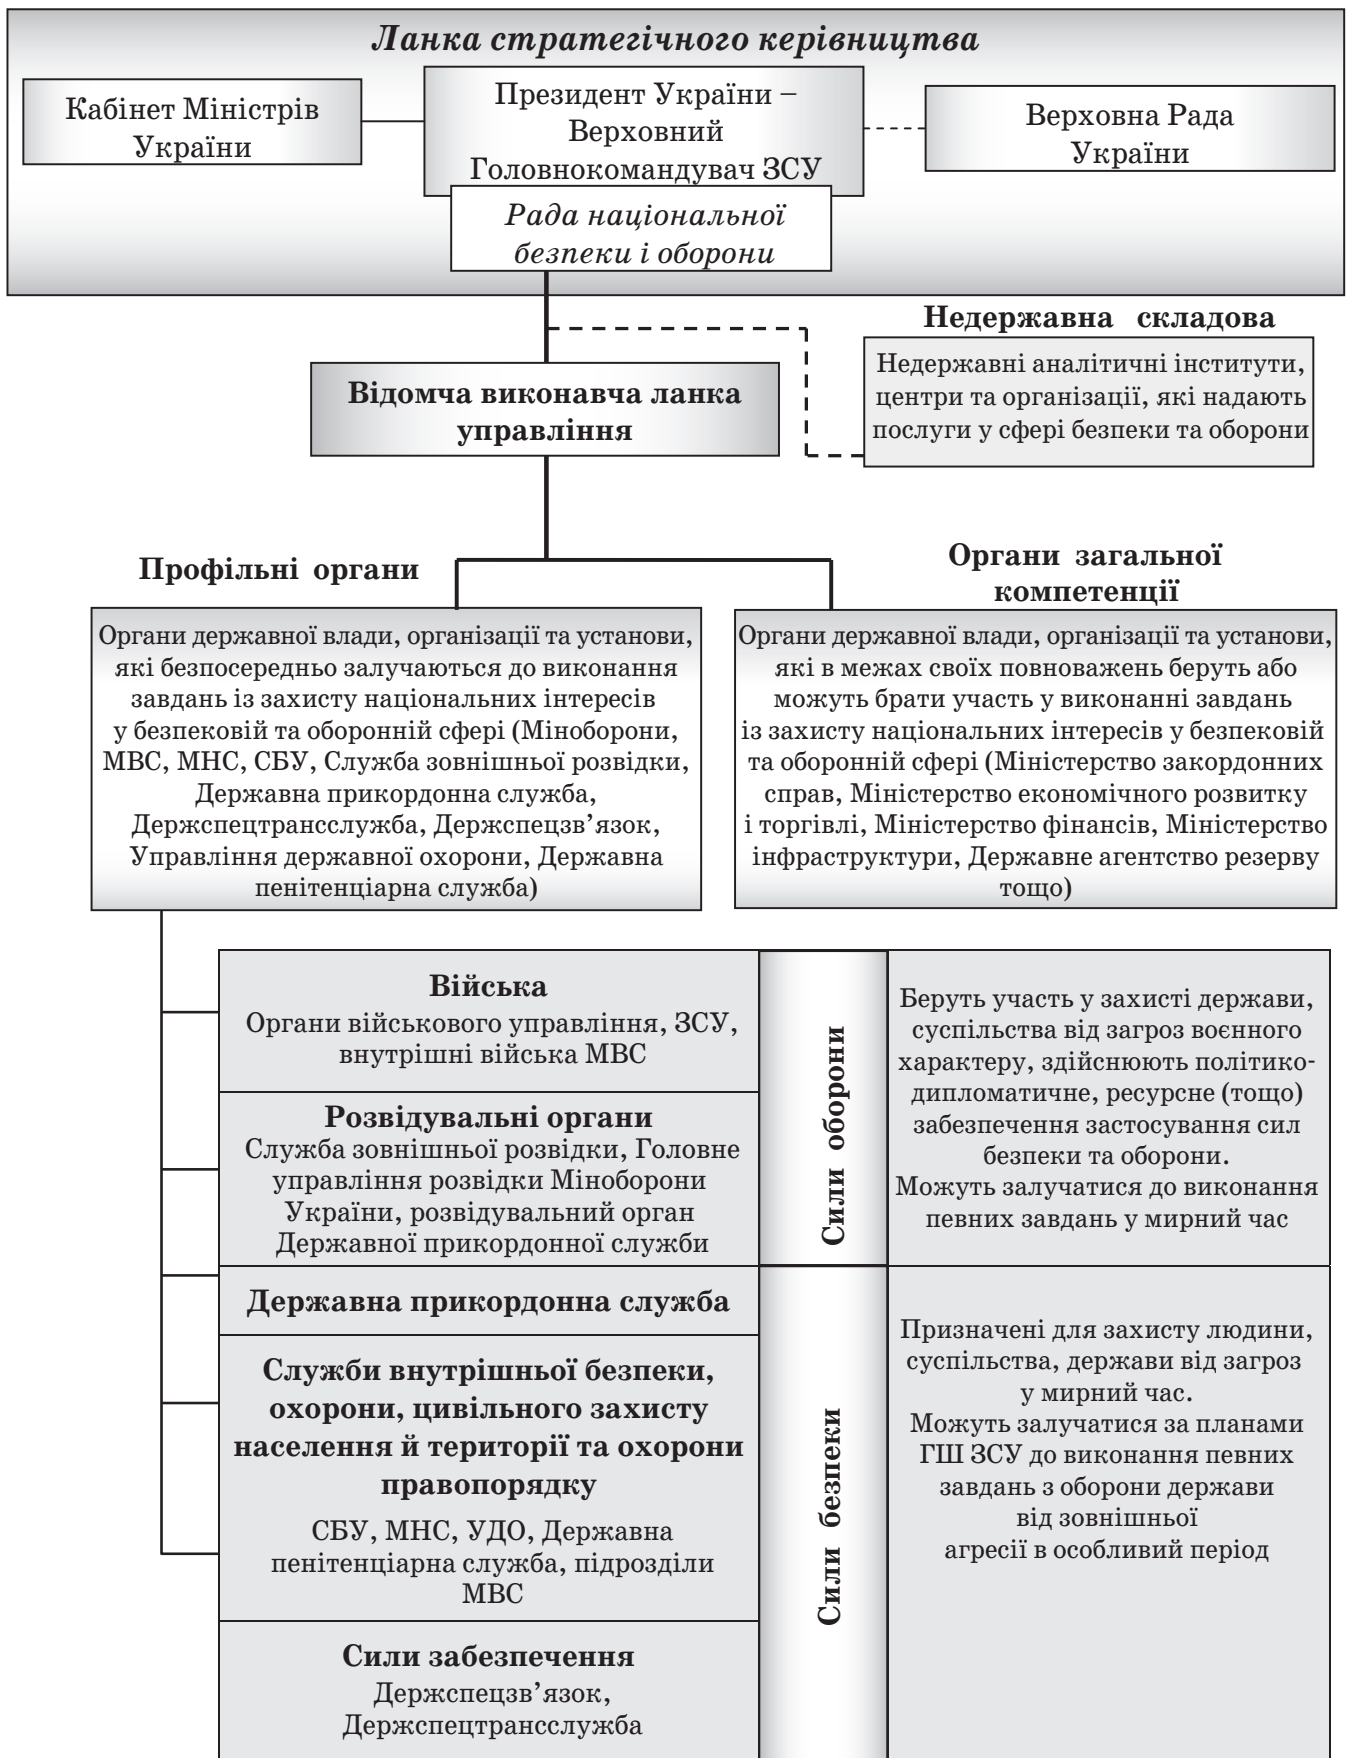 Ланка стратегічного керівництва
Кабінет Міністрів
України
Президент України –
Верховний
Головнокомандувач ЗСУ
Верховна Рада
України
Рада національної
безпеки і оборони
Недержавна складова
Недержавні аналітичні інститути,
центри та організації, які надають
послуги у сфері безпеки та оборони
Відомча виконавча ланка
управління
Профільні органи
Органи державної влади, організації та установи,
які безпосередньо залучаються до виконання
завдань із захисту національних інтересів
у безпековій та оборонній сфері (Міноборони,
МВС, МНС, СБУ, Служба зовнішньої розвідки,
Державна прикордонна служба,
Держспецтрансслужба, Держспецзв’язок,
Управління державної охорони, Державна
пенітенціарна служба)
Органи загальної
компетенції
Органи державної влади, організації та установи,
які в межах своїх повноважень беруть або
можуть брати участь у виконанні завдань
із захисту національних інтересів у безпековій
та оборонній сфері (Міністерство закордонних
справ, Міністерство економічного розвитку
і торгівлі, Міністерство фінансів, Міністерство
інфраструктури, Державне агентство резерву
тощо)
Війська
Органи військового управління, ЗСУ,
внутрішні війська МВС
Розвідувальні органи
Служба зовнішньої розвідки, Головне
управління розвідки Міноборони
України, розвідувальний орган
Державної прикордонної служби
Сили оборони
Беруть участь у захисті держави,
суспільства від загроз воєнного
характеру, здійснюють політико-
дипломатичне, ресурсне (тощо)
забезпечення застосування сил
безпеки та оборони.
Можуть залучатися до виконання
певних завдань у мирний час
Державна прикордонна служба
Служби внутрішньої безпеки,
охорони, цивільного захисту
населення й території та охорони
правопорядку
СБУ, МНС, УДО, Державна
пенітенціарна служба, підрозділи
МВС
Сили забезпечення
Держспецзв’язок,
Держспецтрансслужба
Сили безпеки
Призначені для захисту людини,
суспільства, держави від загроз
у мирний час.
Можуть залучатися за планами
ГШ ЗСУ до виконання певних
завдань з оборони держави
від зовнішньої
агресії в особливий період